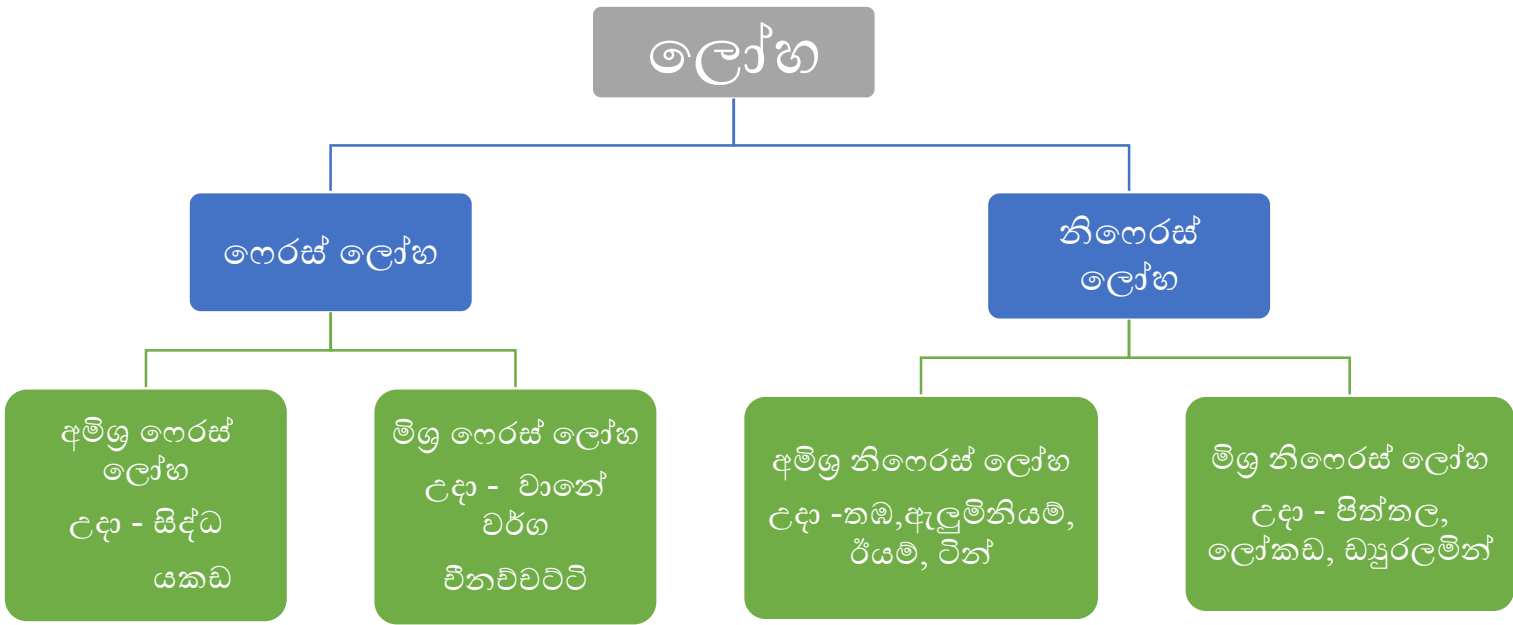 ලෝහ
ෆෙරස් ලෝහ
නිෆෙරස්
ලෝහ
අමිශ්‍ර ෆෙරස්
ලෝහ
උදා - සිද්ධ
යකඩ
මිශ්‍ර ෆෙරස් ලෝහ
උදා - වානේ
වර්ග
චීනච්චට්ටි
අමිශ්‍ර නිෆෙරස් ලෝහ
උදා -තඹ,ඇලුමිනියම්,
ඊයම්, ටින්
මිශ්‍ර නිෆෙරස් ලෝහ
උදා - පිත්තල,
ලෝකඩ, ඩ්‍යුරලමින්